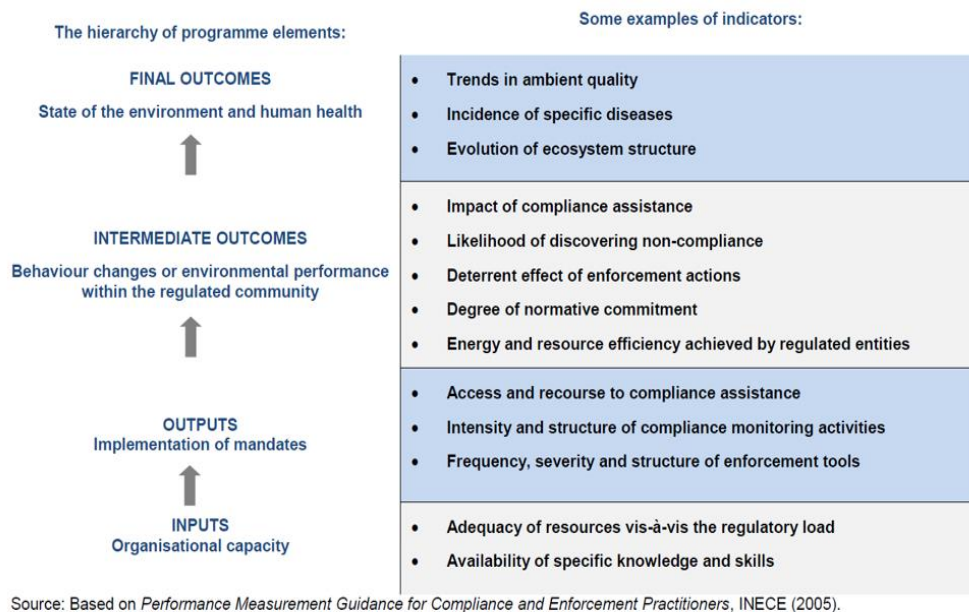 The hierarchy of programme elements:
Some examples of indicators:
FINAL OUTCOMES
State of the environment and human health
• Trends in ambient quality
• Incidence of specific diseases
• Evolution of ecosystem structure
INTERMEDIATE OUTCOMES
Behaviour changes or environmental performance
within the regulated community
• Impact of compliance assistance
• Likelihood of discovering non-compliance
• Deterrent effect of enforcement actions
• Degree of normative commitment
• Energy and resource efficiency achieved by regulated entities
OUTPUTS
Implementation of mandates
• Access and recourse to compliance assistance
• Intensity and structure of compliance monitoring activities
• Frequency, severity and structure of enforcement tools
INPUTS
Organisational capacity
• Adequacy of resources vis-à-vis the regulatory load
• Availability of specific knowledge and skills
Source: Based on Performance Measurement Guidance for Compliance and Enforcement Practitioners, INECE (2005).